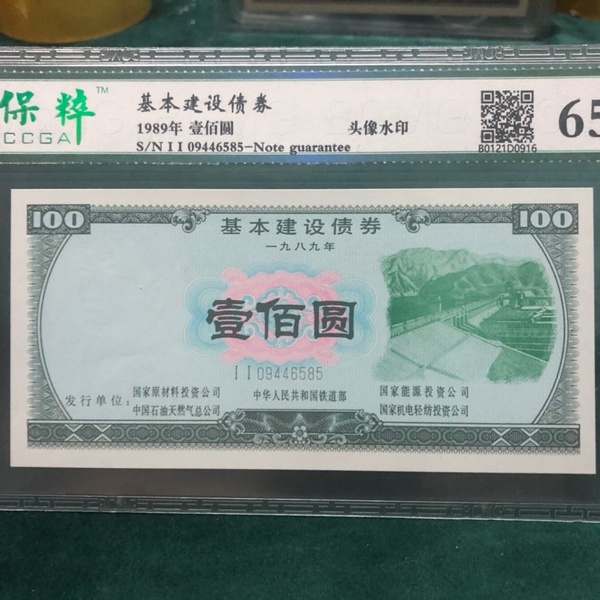 保粹 TM
CCGA
基本建设债券
1989年 壹佰圆 头像水印
S/N I I 09446585-Note guarantee
B0121D0916
65
100 100
基本建设债券
一九八九年
壹佰圆
I I 09446585
发行单位：
国家原材料投资公司 中华人民共和国铁道部 国家能源投资公司
中国石油天然气总公司 国家机电轻纺投资公司